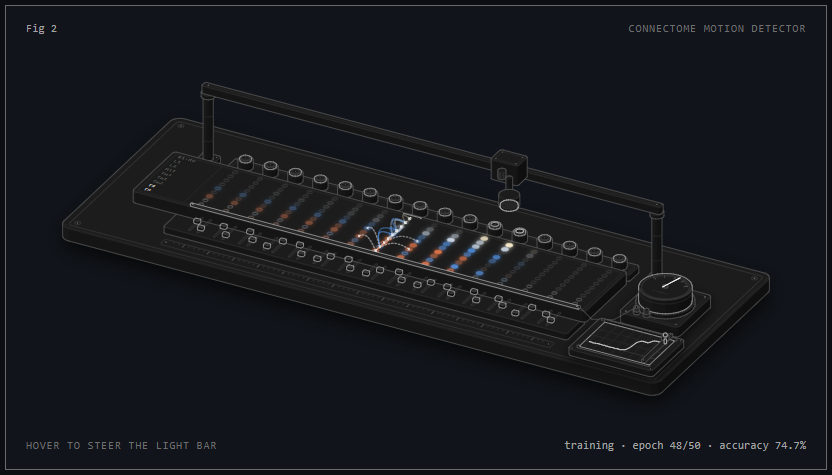 Fig 2
CONNECTOME MOTION DETECTOR
HOVER TO STEER THE LIGHT BAR
training · epoch 48/50 · accuracy 74.7%